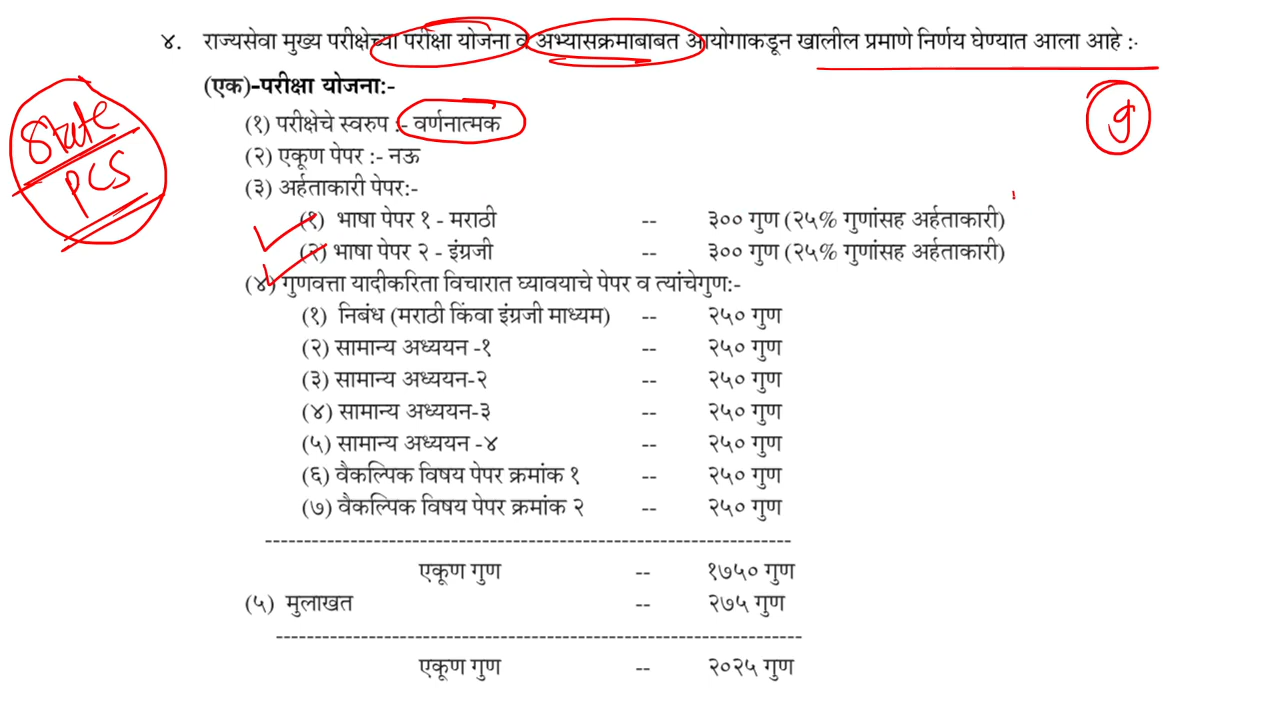 ४. राज्यसेवा मुख्य परीक्षेच्या परीक्षा योजना व अभ्यासक्रमाबाबत आयोगाकडून खालील प्रमाणे निर्णय घेण्यात आला आहे :-
(एक)-परीक्षा योजना:-
(१) परीक्षेचे स्वरुप :- वर्णनात्मक
9
State
PCS
(२) एकूण पेपर :- नऊ
(३) अर्हताकारी पेपर:-
(१) भाषा पेपर १ - मराठी -- ३०० गुण (२५% गुणांसह अर्हताकारी)
(२) भाषा पेपर २ - इंग्रजी -- ३०० गुण (२५% गुणांसह अर्हताकारी)
(४) गुणवत्ता यादीकरिता विचारात घ्यावयाचे पेपर व त्यांचेगुण:-
(१) निबंध (मराठी किंवा इंग्रजी माध्यम) -- २५० गुण
(२) सामान्य अध्ययन -१ -- २५० गुण
(३) सामान्य अध्ययन-२ -- २५० गुण
(४) सामान्य अध्ययन-३ -- २५० गुण
(५) सामान्य अध्ययन -४ -- २५० गुण
(६) वैकल्पिक विषय पेपर क्रमांक १ -- २५० गुण
(७) वैकल्पिक विषय पेपर क्रमांक २ -- २५० गुण
एकूण गुण -- १७५० गुण
(५) मुलाखत -- २७५ गुण
एकूण गुण -- २०२५ गुण